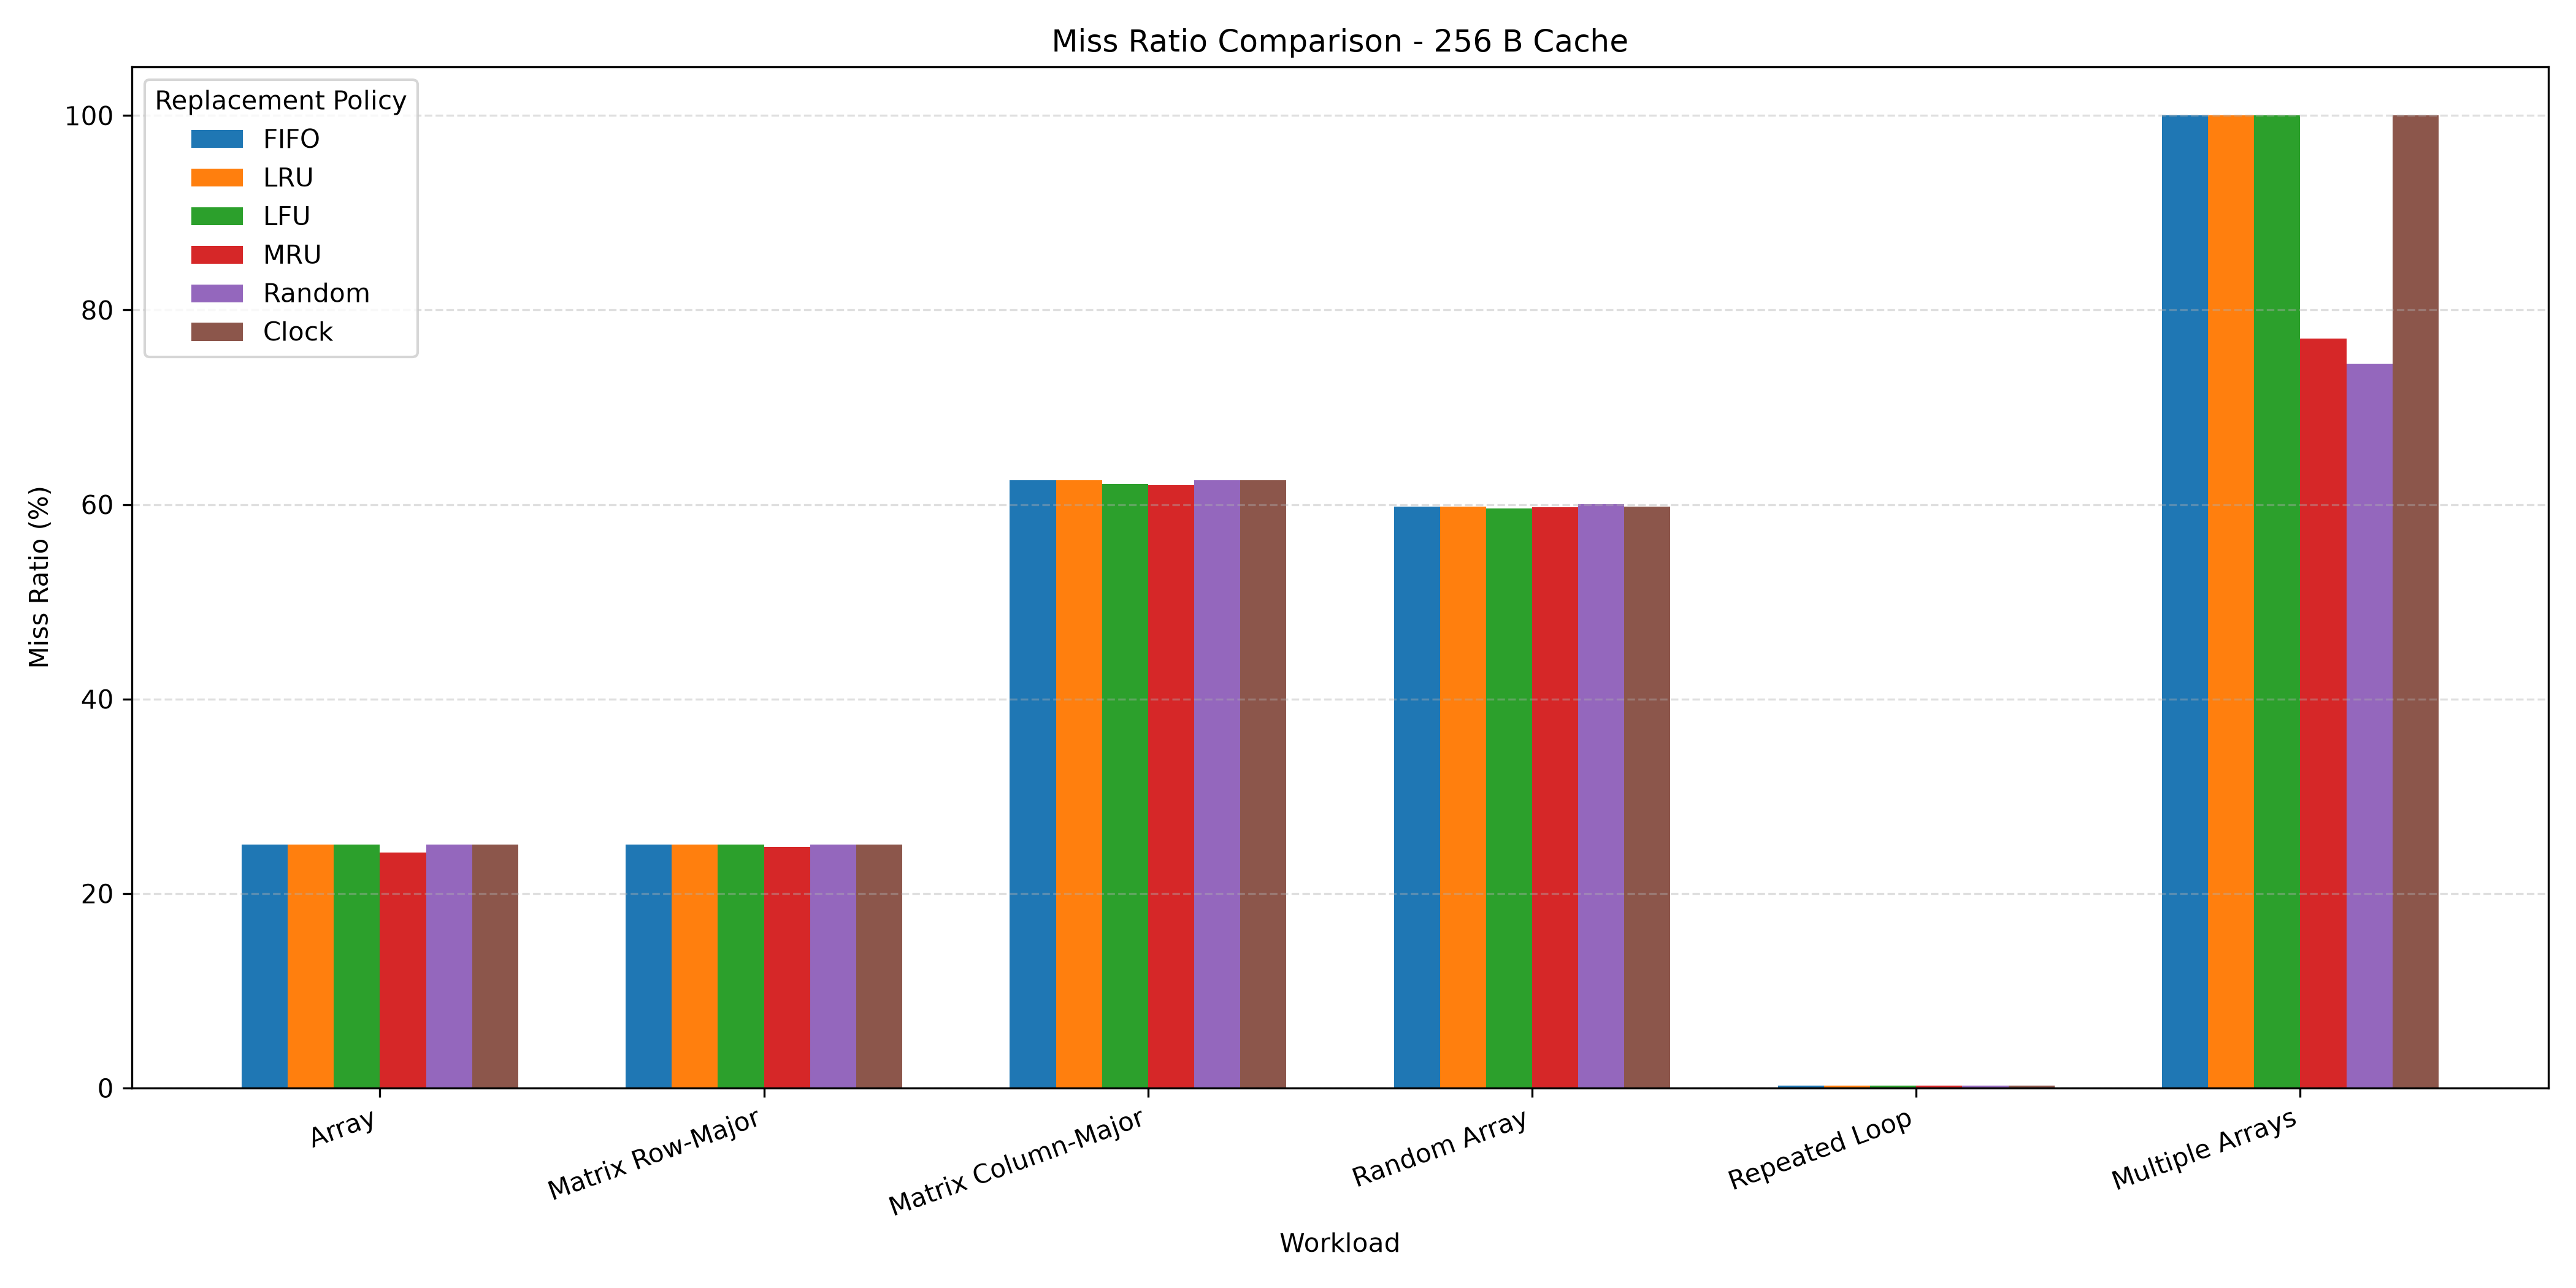 Miss Ratio Comparison - 256 B Cache
Replacement Policy
FIFO
LRU
LFU
MRU
Random
Clock
Miss Ratio (%)
100
80
60
40
20
0
Array
Matrix Row-Major
Matrix Column-Major
Random Array
Repeated Loop
Multiple Arrays
Workload